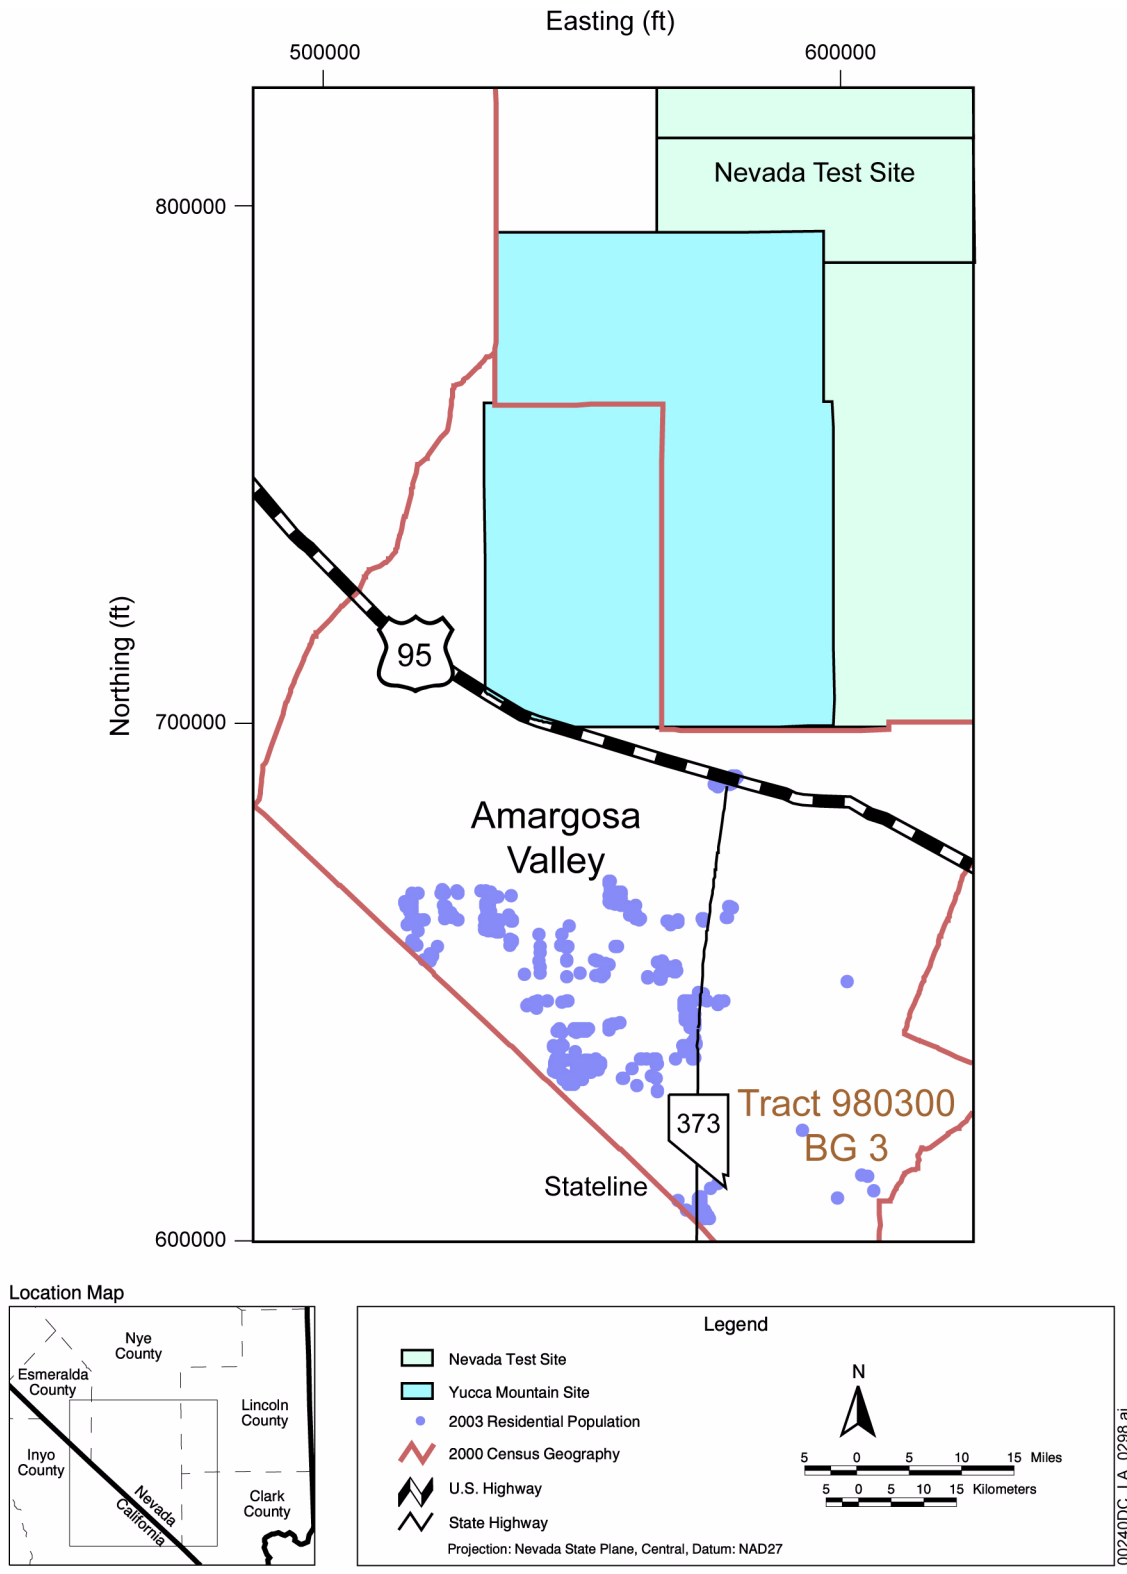 Easting (ft)
500000
600000
Nevada Test Site
800000
95
Northing (ft)
700000
Amargosa
Valley
373
Tract 980300
BG 3
Stateline
600000
Location Map
Nye
County
Esmeralda
County
Lincoln
County
Inyo
County
Nevada
California
Clark
County
Legend
Nevada Test Site
Yucca Mountain Site
2003 Residential Population
2000 Census Geography
U.S. Highway
State Highway
Projection: Nevada State Plane, Central, Datum: NAD27
N
5 0 5 10 15 Miles
5 0 5 10 15 Kilometers
00240DC_LA_0298.ai